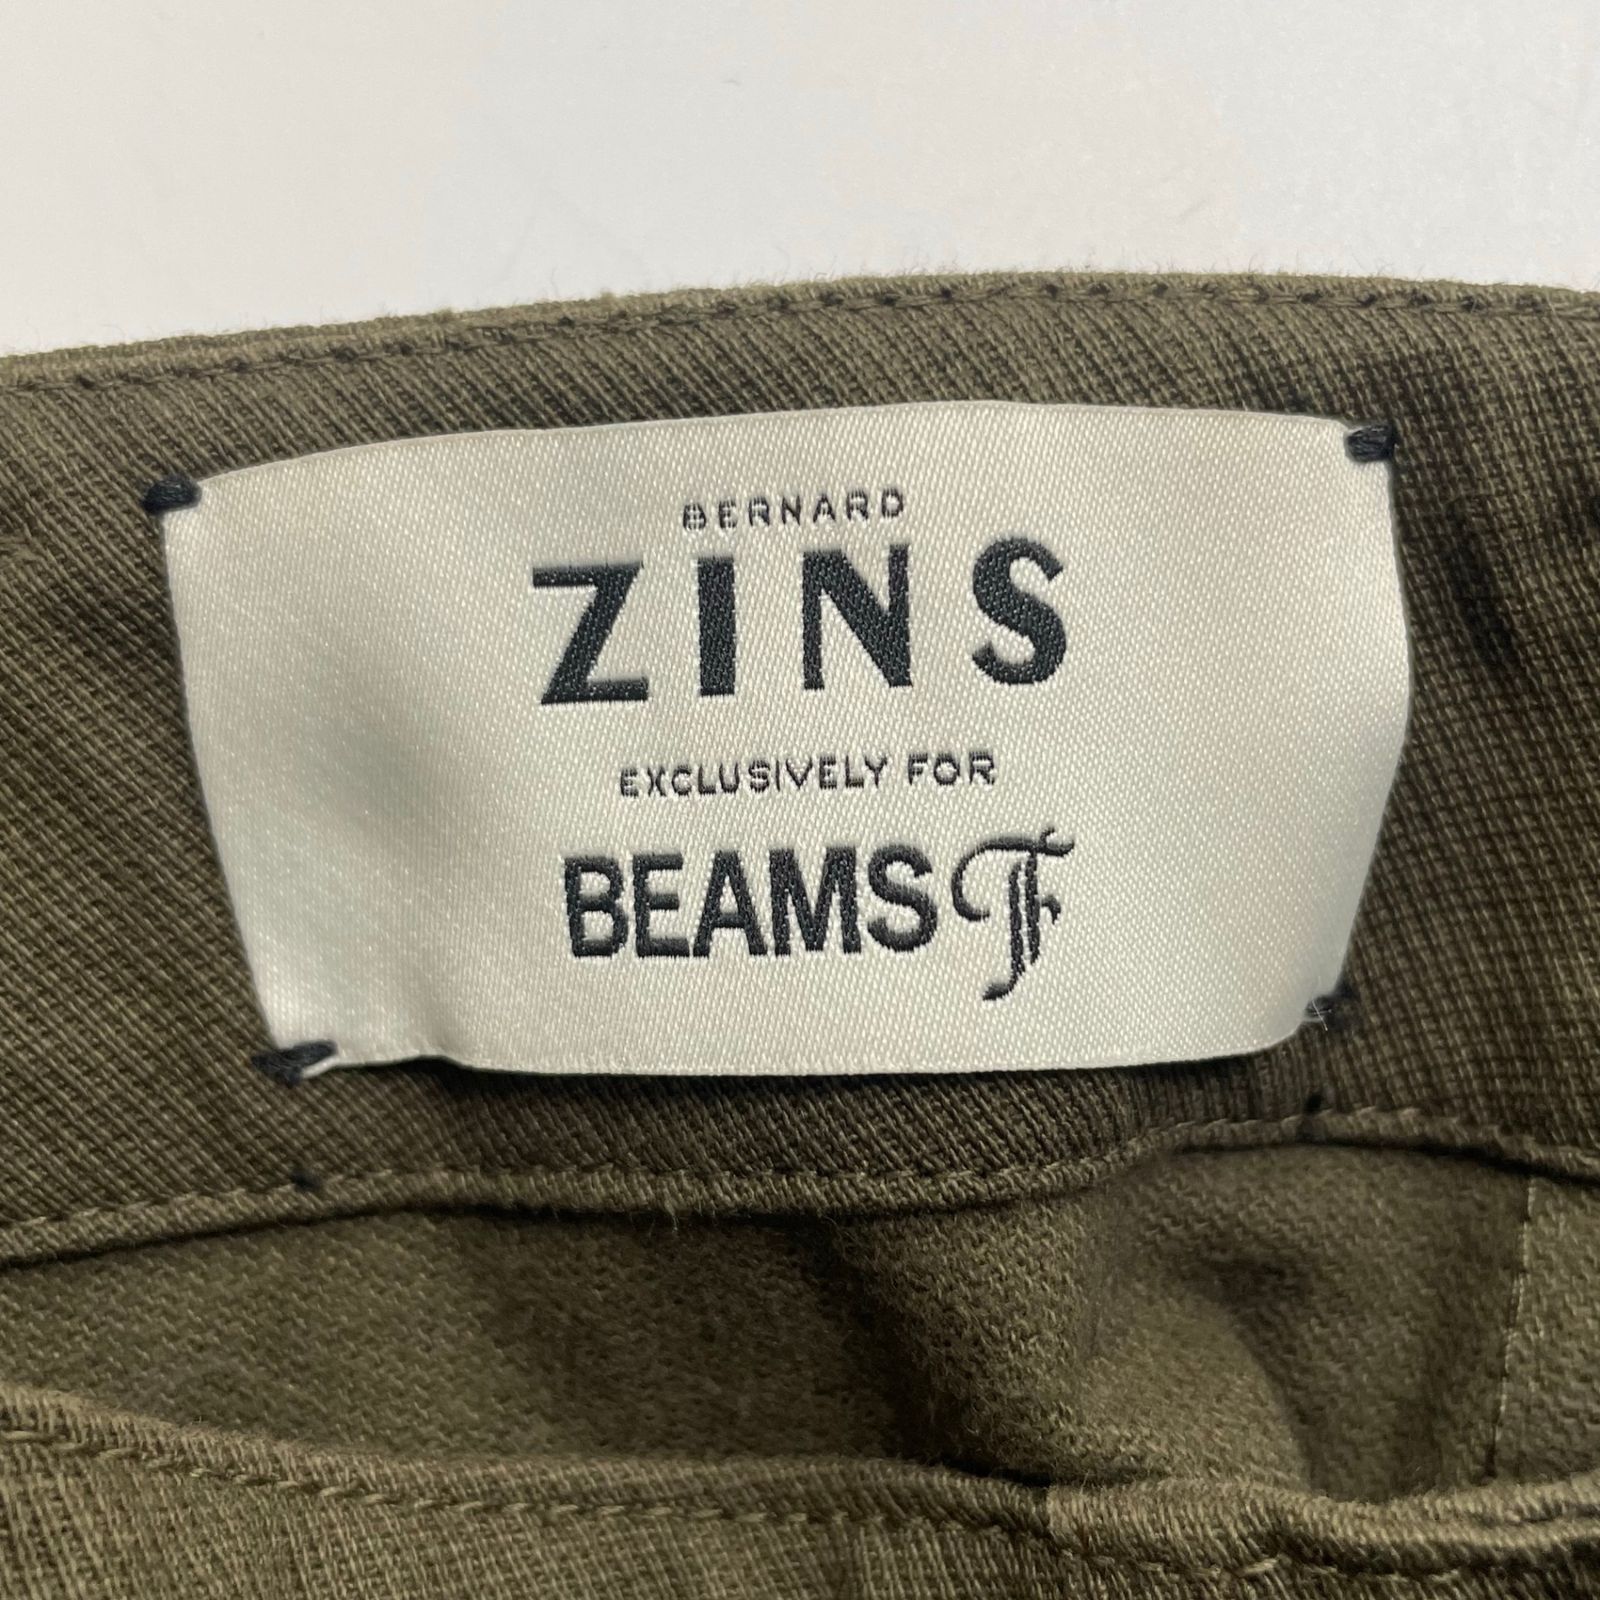 BERNARD
ZINS
EXCLUSIVELY FOR
BEAMS F